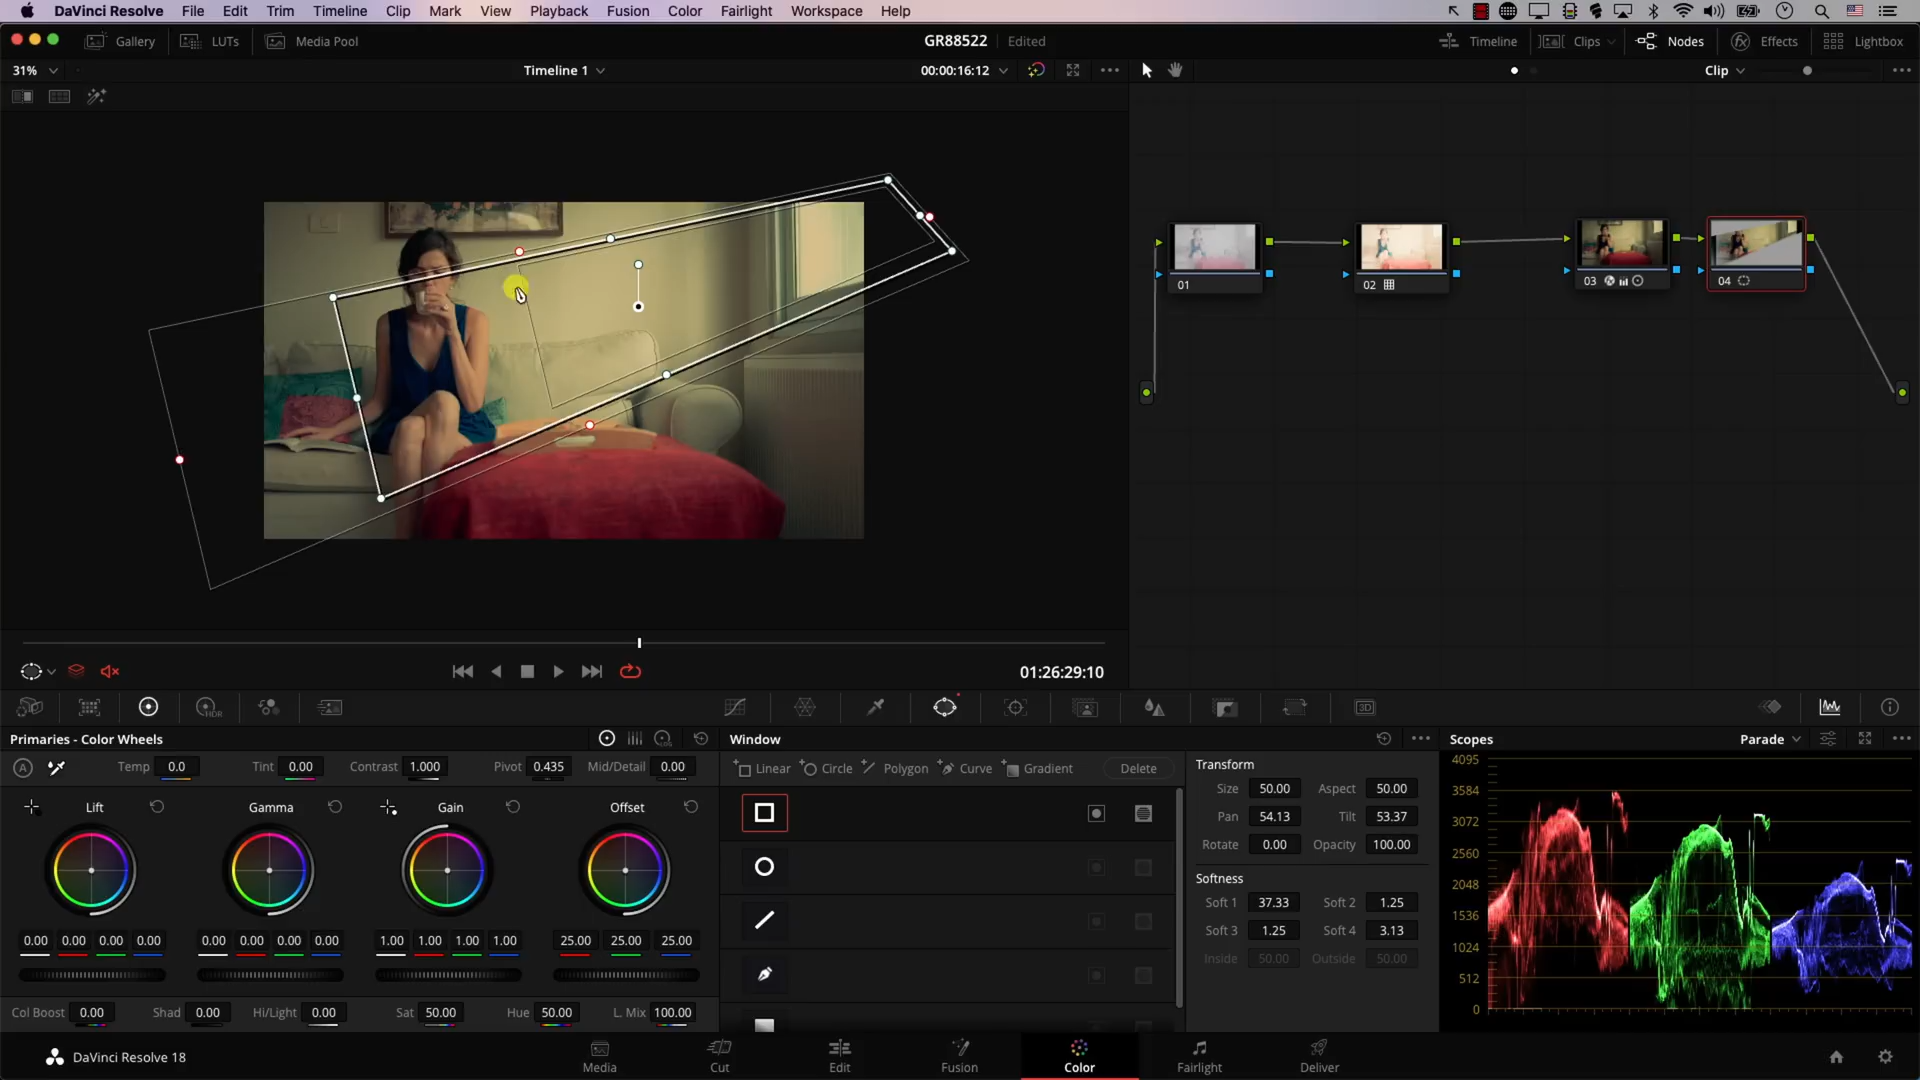 DaVinci Resolve File Edit Trim Timeline Clip Mark View Playback Fusion Color Fairlight Workspace Help
Gallery LUTs Media Pool GR88522 Edited Timeline Clips Nodes Effects Lightbox
31% Timeline 1 00:00:16:12 Clip
01 02 03 04
01:26:29:10
HDR
3D
Primaries - Color Wheels Window Scopes Parade
A Temp 0.0 Tint 0.00 Contrast 1.000 Pivot 0.435 Mid/Detail 0.00
Linear Circle Polygon Curve Gradient Delete
Lift Gamma Gain Offset
0.00 0.00 0.00 0.00 0.00 0.00 0.00 0.00 1.00 1.00 1.00 1.00 25.00 25.00 25.00
Col Boost 0.00 Shad 0.00 Hi/Light 0.00 Sat 50.00 Hue 50.00 L. Mix 100.00
Transform
Size 50.00 Aspect 50.00
Pan 54.13 Tilt 53.37
Rotate 0.00 Opacity 100.00
Softness
Soft 1 37.33 Soft 2 1.25
Soft 3 1.25 Soft 4 3.13
Inside 50.00 Outside 50.00
4095
3584
3072
2560
2048
1536
1024
512
0
DaVinci Resolve 18 Media Cut Edit Fusion Color Fairlight Deliver